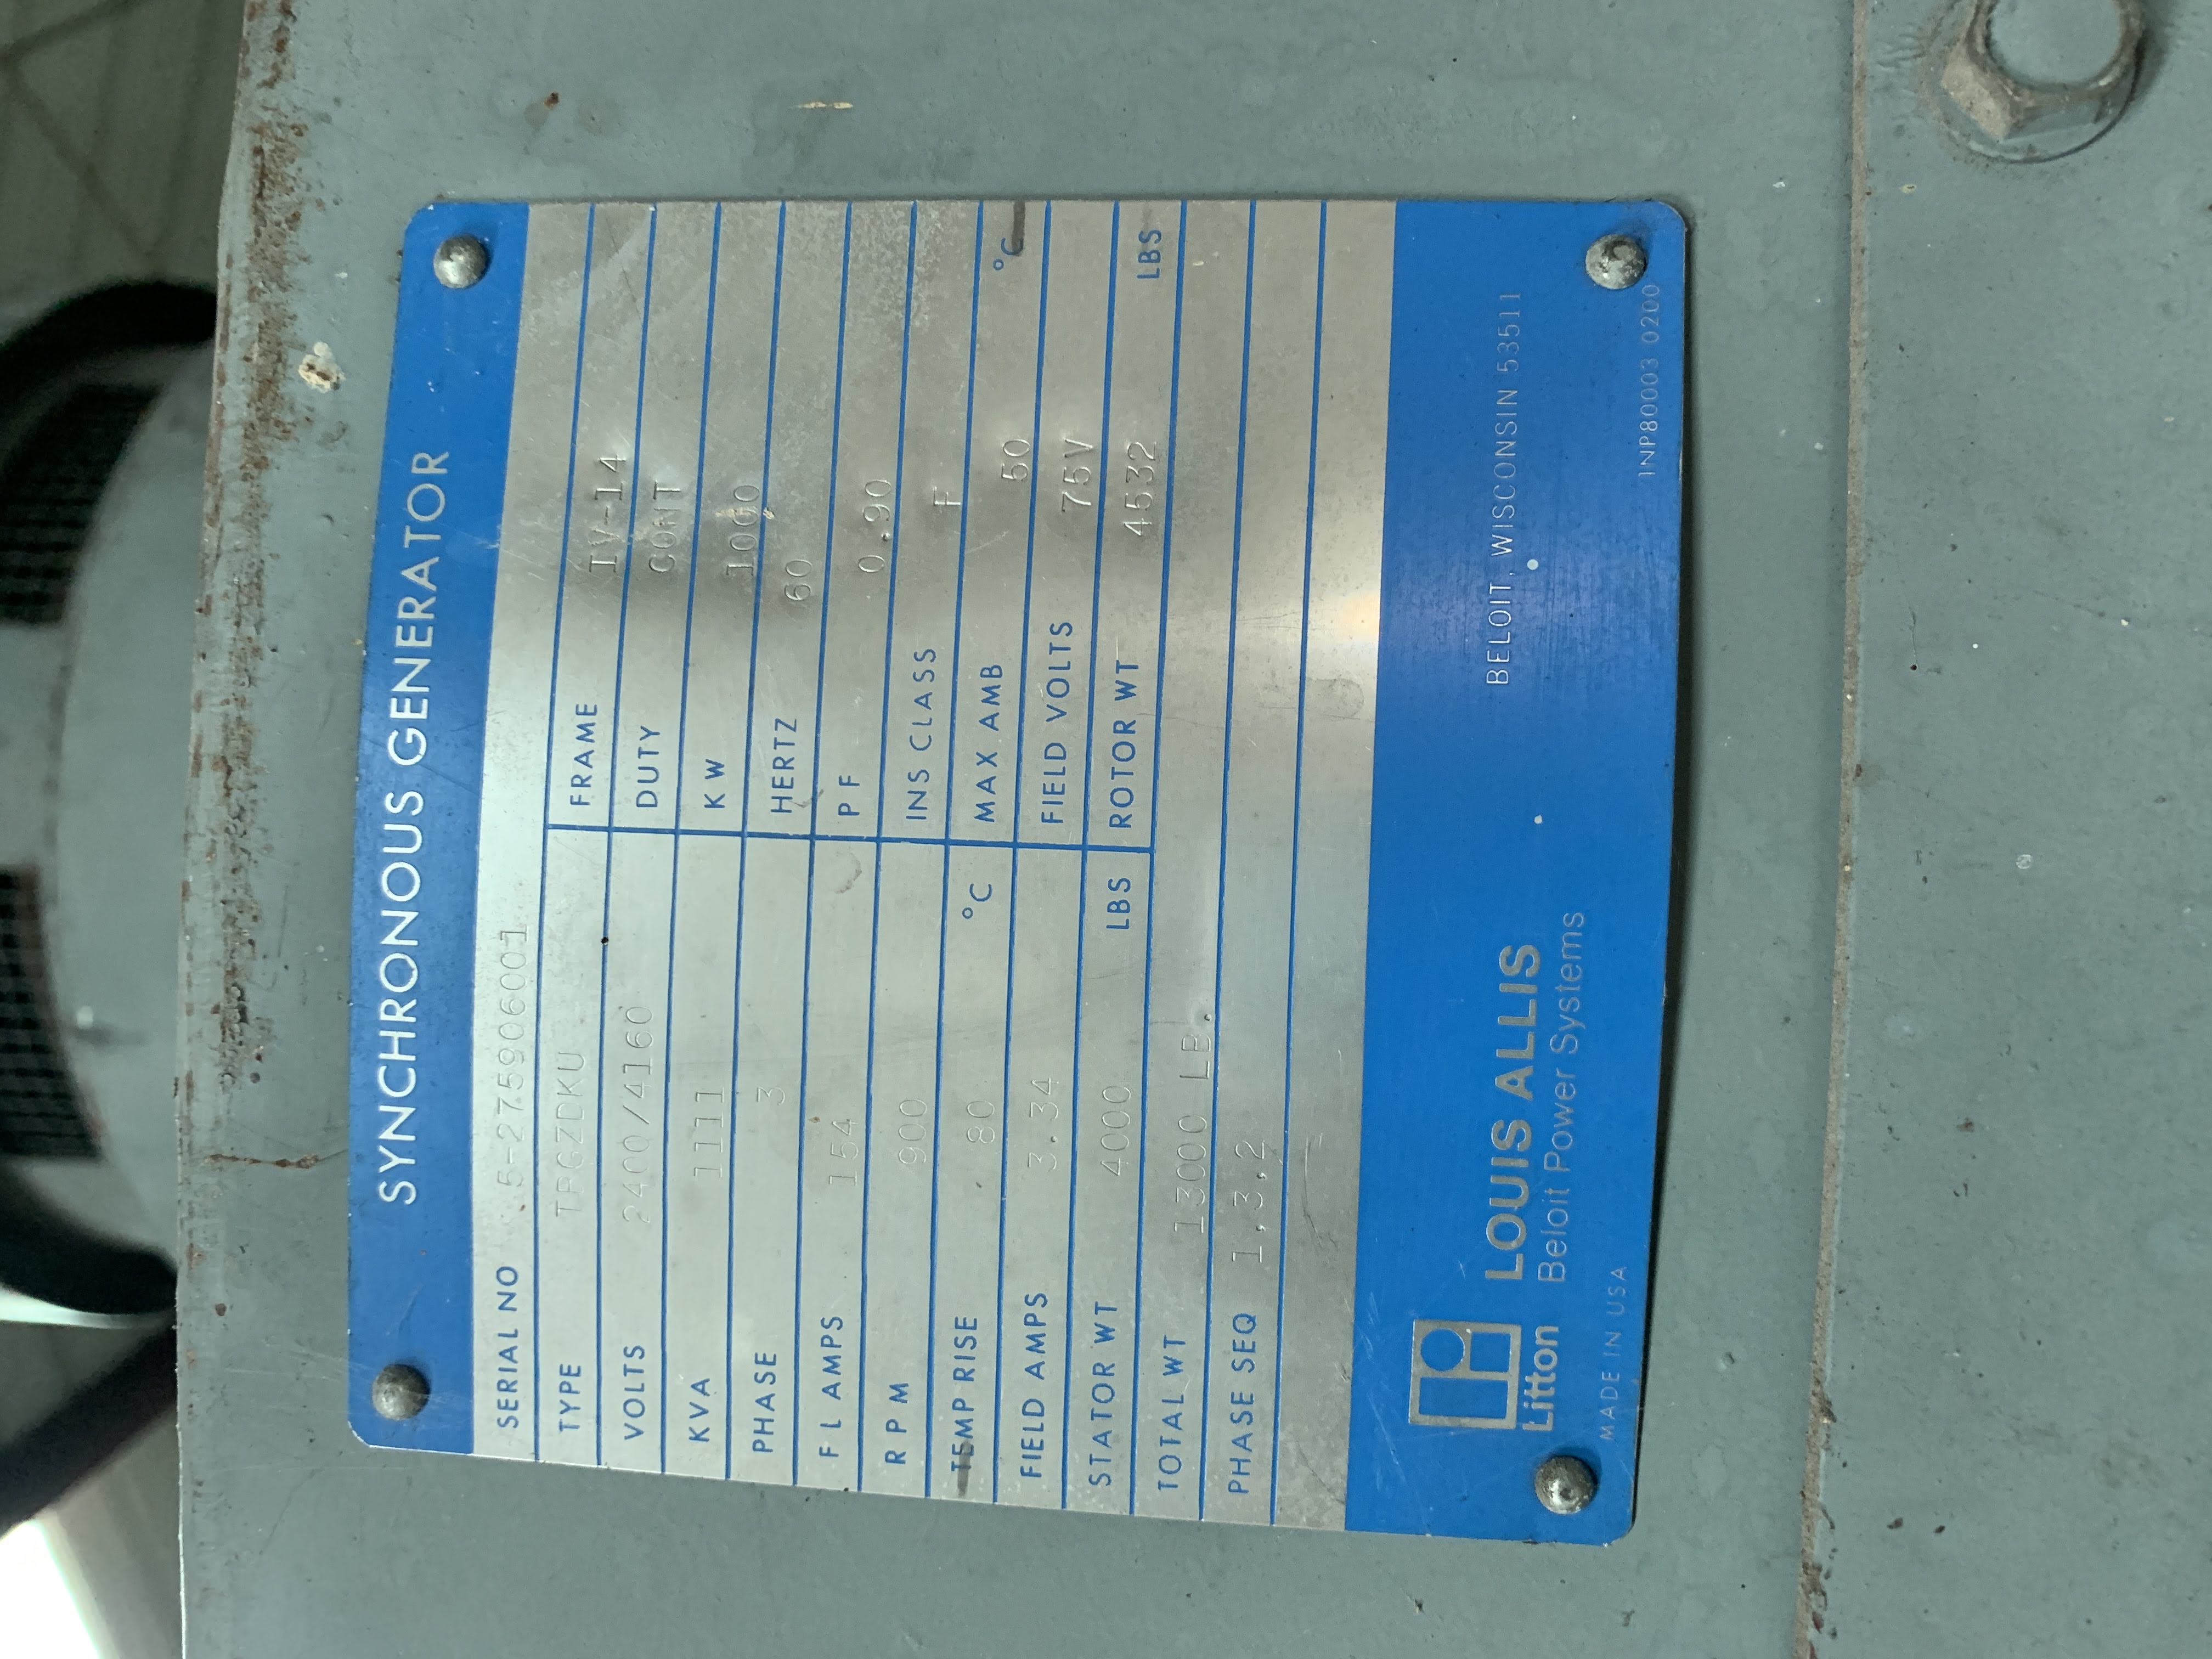 SYNCHRONOUS GENERATOR
SERIAL NO 5-275906001
TYPE TPGZDKU FRAME IV-14
VOLTS 2400/4160 DUTY CONT
KVA 1111 KW 1000
PHASE 3 HERTZ 60
F L AMPS 154 P F 0.90
R P M 900 INS CLASS F
TEMP RISE 80 °C MAX AMB 50 °C
FIELD AMPS 3.34 FIELD VOLTS 75V
STATOR WT 4000 LBS ROTOR WT 4532 LBS
TOTAL WT 13000 LB.
PHASE SEQ 1,3,2
Litton LOUIS ALLIS
Beloit Power Systems
BELOIT, WISCONSIN 53511
MADE IN USA
1NP80003 0200